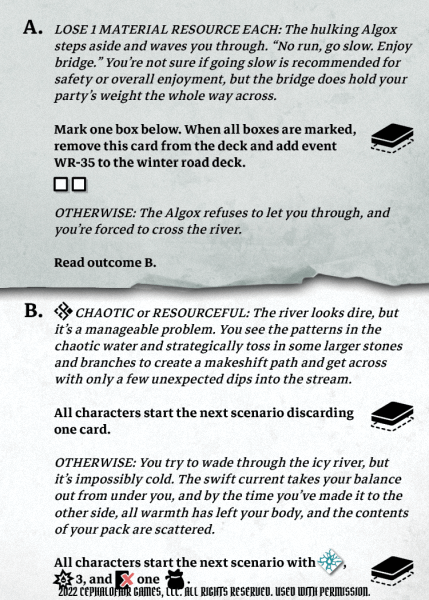 A.
LOSE 1 MATERIAL RESOURCE EACH: The hulking Algox
steps aside and waves you through. “No run, go slow. Enjoy
bridge.” You’re not sure if going slow is recommended for
safety or overall enjoyment, but the bridge does hold your
party’s weight the whole way across.
Mark one box below. When all boxes are marked,
remove this card from the deck and add event
WR-35 to the winter road deck.
OTHERWISE: The Algox refuses to let you through, and
you’re forced to cross the river.
Read outcome B.
B.
CHAOTIC or RESOURCEFUL: The river looks dire, but
it’s a manageable problem. You see the patterns in the
chaotic water and strategically toss in some larger stones
and branches to create a makeshift path and get across
with only a few unexpected dips into the stream.
All characters start the next scenario discarding
one card.
OTHERWISE: You try to wade through the icy river, but
it’s impossibly cold. The swift current takes your balance
out from under you, and by the time you’ve made it to the
other side, all warmth has left your body, and the contents
of your pack are scattered.
All characters start the next scenario with ,
3, and one .
2022 CEPHALOFAIR GAMES, LLC. ALL RIGHTS RESERVED. USED WITH PERMISSION.